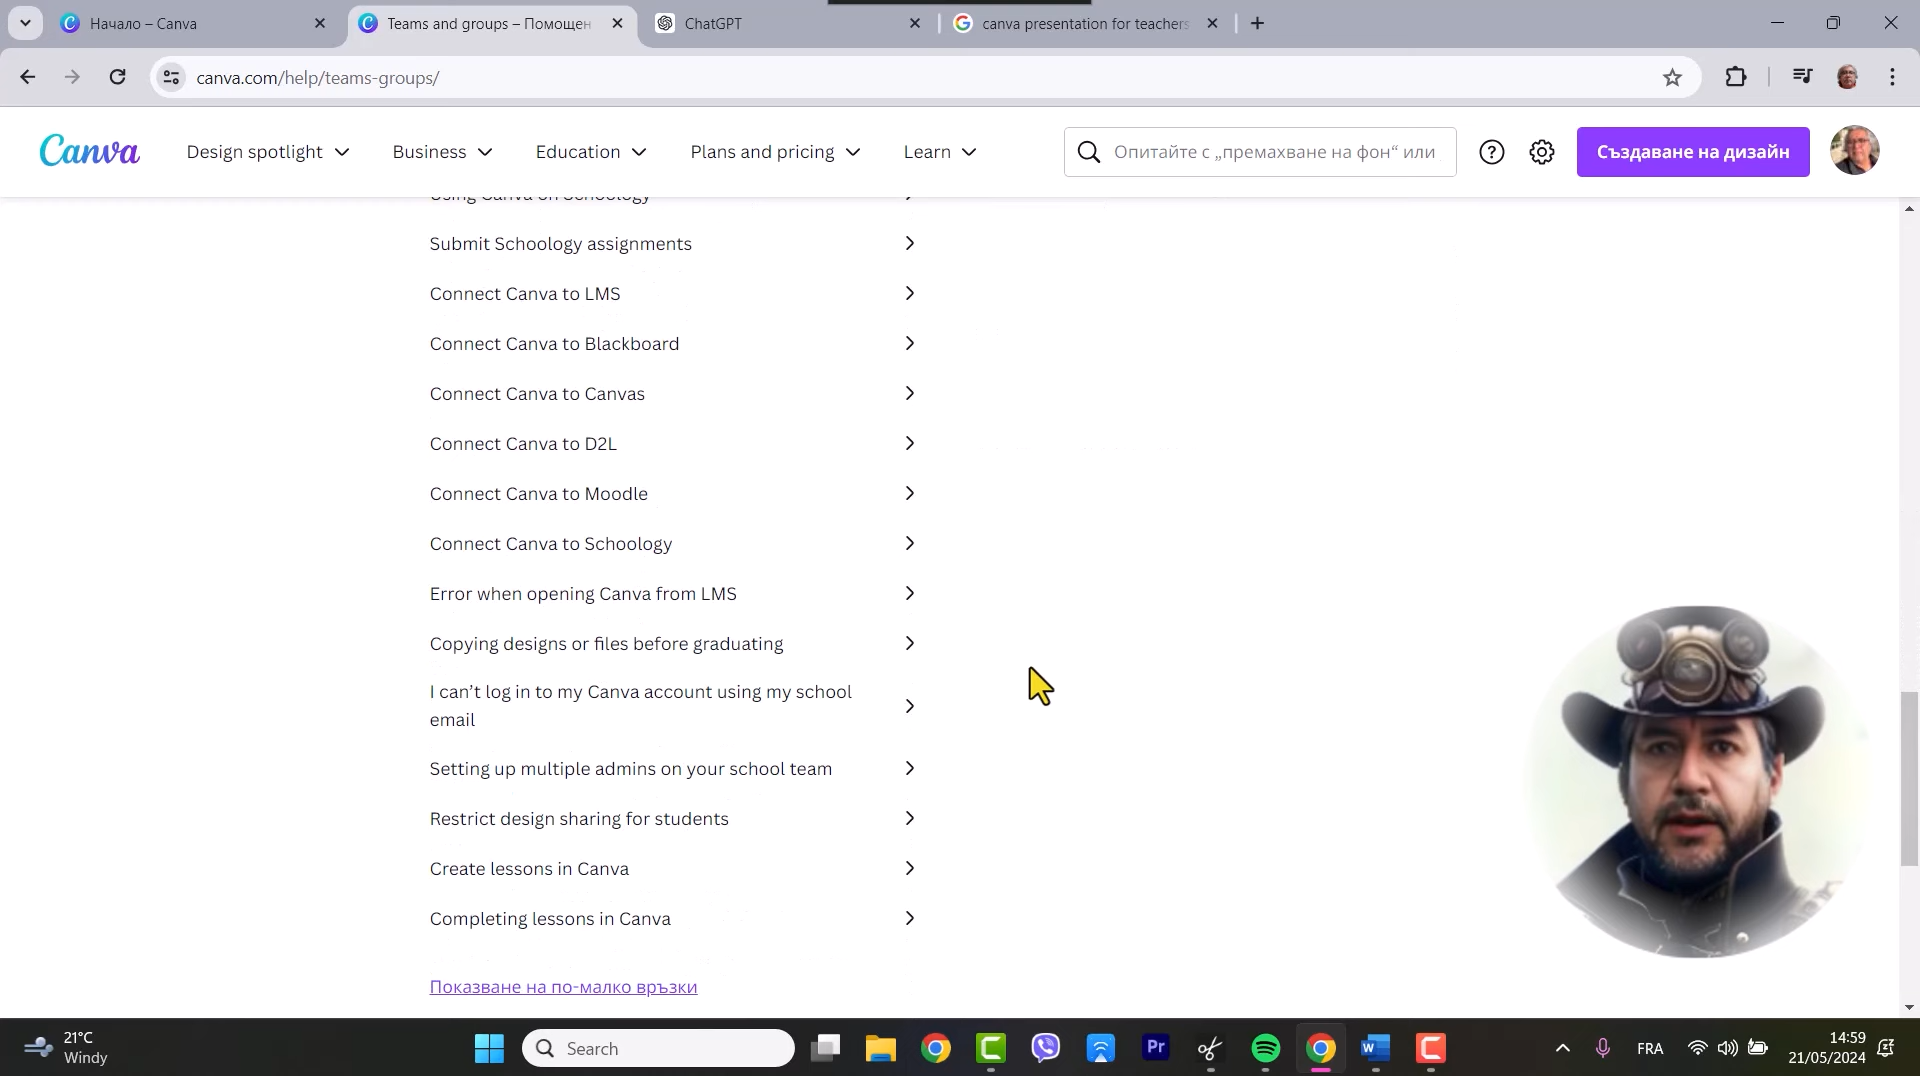 Начало – Canva
Teams and groups – Помощен
ChatGPT
canva presentation for teachers
canva.com/help/teams-groups/
Canva
Design spotlight
Business
Education
Plans and pricing
Learn
Опитайте с „премахване на фон“ или
Създаване на дизайн
Using Canva on Schoology
Submit Schoology assignments
Connect Canva to LMS
Connect Canva to Blackboard
Connect Canva to Canvas
Connect Canva to D2L
Connect Canva to Moodle
Connect Canva to Schoology
Error when opening Canva from LMS
Copying designs or files before graduating
I can’t log in to my Canva account using my school
email
Setting up multiple admins on your school team
Restrict design sharing for students
Create lessons in Canva
Completing lessons in Canva
Показване на по-малко връзки
21°C
Windy
Search
Pr
FRA
14:59
21/05/2024